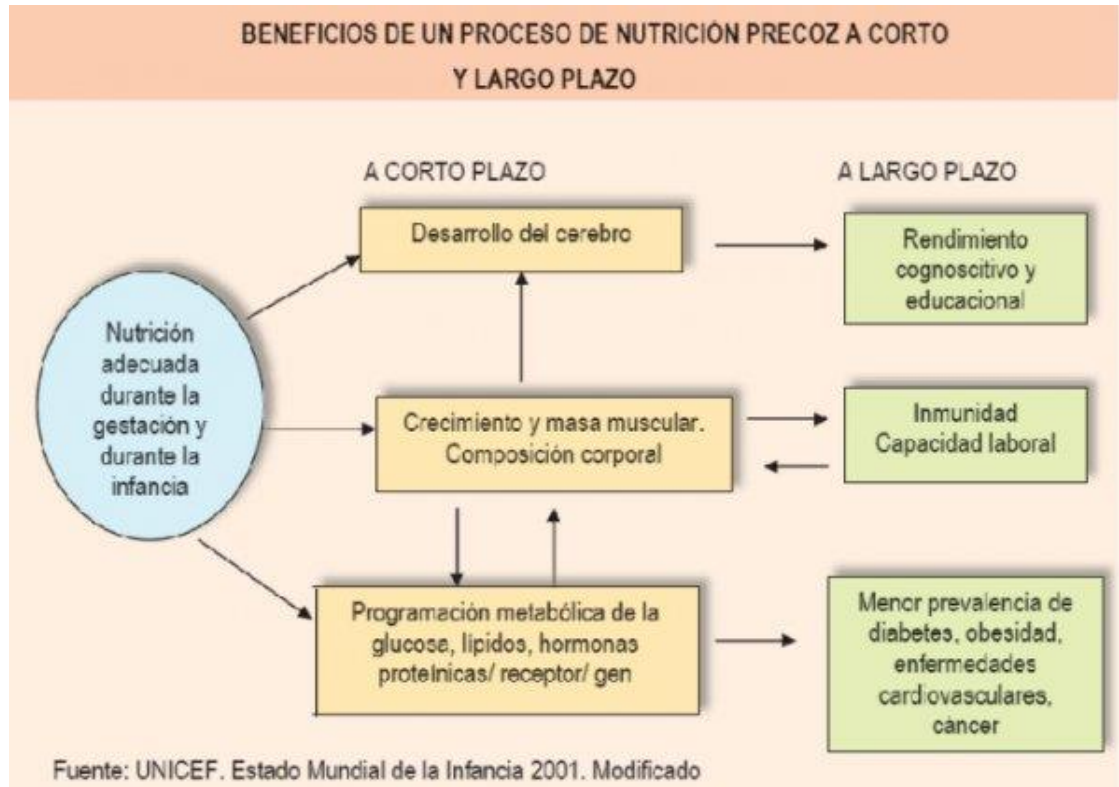 BENEFICIOS DE UN PROCESO DE NUTRICIÓN PRECOZ A CORTO
Y LARGO PLAZO
A CORTO PLAZO
A LARGO PLAZO
Nutrición
adecuada
durante la
gestación y
durante la
infancia
Desarrollo del cerebro
Rendimiento
cognoscitivo y
educacional
Crecimiento y masa muscular.
Composición corporal
Inmunidad
Capacidad laboral
Programación metabólica de la
glucosa, lípidos, hormonas
proteínicas/ receptor/ gen
Menor prevalencia de
diabetes, obesidad,
enfermedades
cardiovasculares,
cáncer
Fuente: UNICEF. Estado Mundial de la Infancia 2001. Modificado